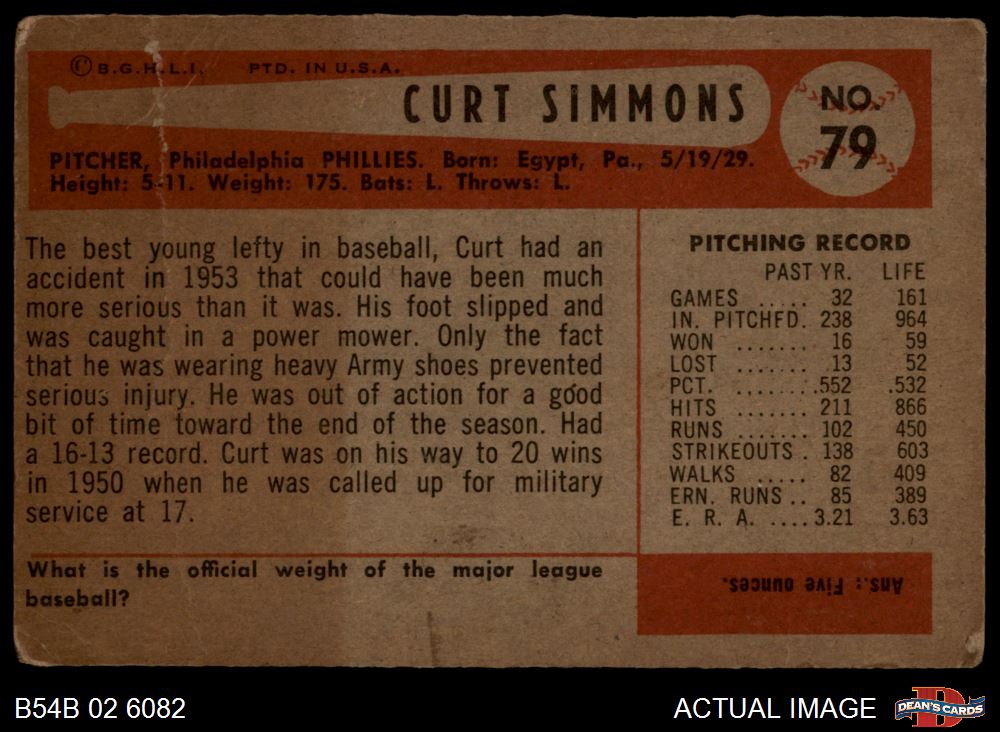 © B.G.H.L.I. PTD. IN U.S.A.
CURT SIMMONS
NO.
79
PITCHER, Philadelphia PHILLIES. Born: Egypt, Pa., 5/19/29.
Height: 5-11. Weight: 175. Bats: L. Throws: L.
The best young lefty in baseball, Curt had an
accident in 1953 that could have been much
more serious than it was. His foot slipped and
was caught in a power mower. Only the fact
that he was wearing heavy Army shoes prevented
serious injury. He was out of action for a good
bit of time toward the end of the season. Had
a 16-13 record. Curt was on his way to 20 wins
in 1950 when he was called up for military
service at 17.
PITCHING RECORD
PAST YR. LIFE
GAMES ..... 32 161
IN. PITCHED. 238 964
WON ........ 16 59
LOST ....... 13 52
PCT. ....... .552 .532
HITS ....... 211 866
RUNS ....... 102 450
STRIKEOUTS . 138 603
WALKS ..... 82 409
ERN. RUNS .. 85 389
E. R. A. .... 3.21 3.63
What is the official weight of the major league
baseball?
Ans.: Five ounces.
B54B 02 6082
ACTUAL IMAGE
D
DEAN'S CARDS